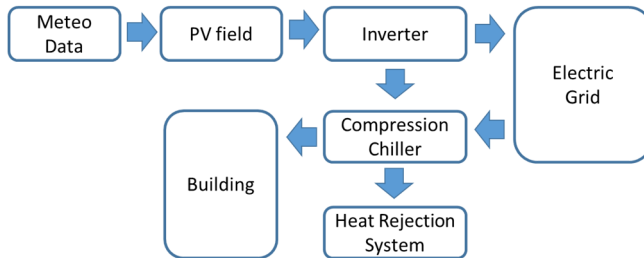 Meteo
Data
PV field
Inverter
Electric
Grid
Compression
Chiller
Building
Heat Rejection
System